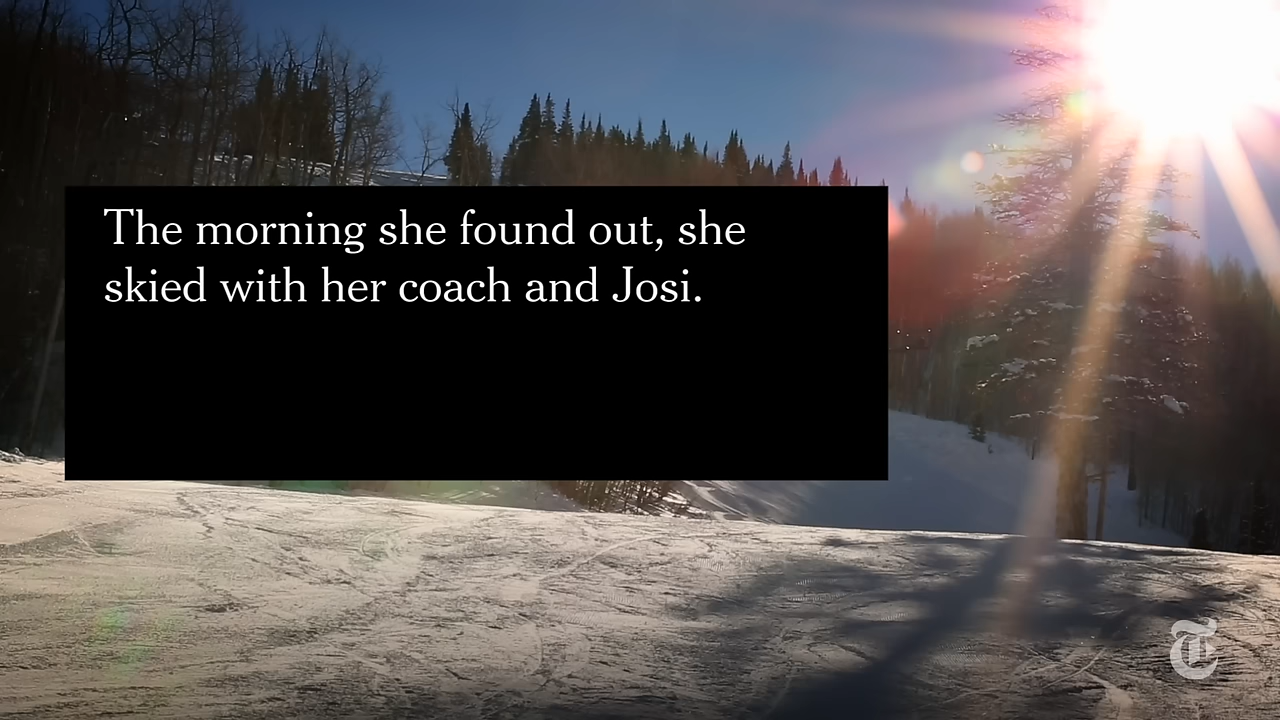 The morning she found out, she
skied with her coach and Josi.